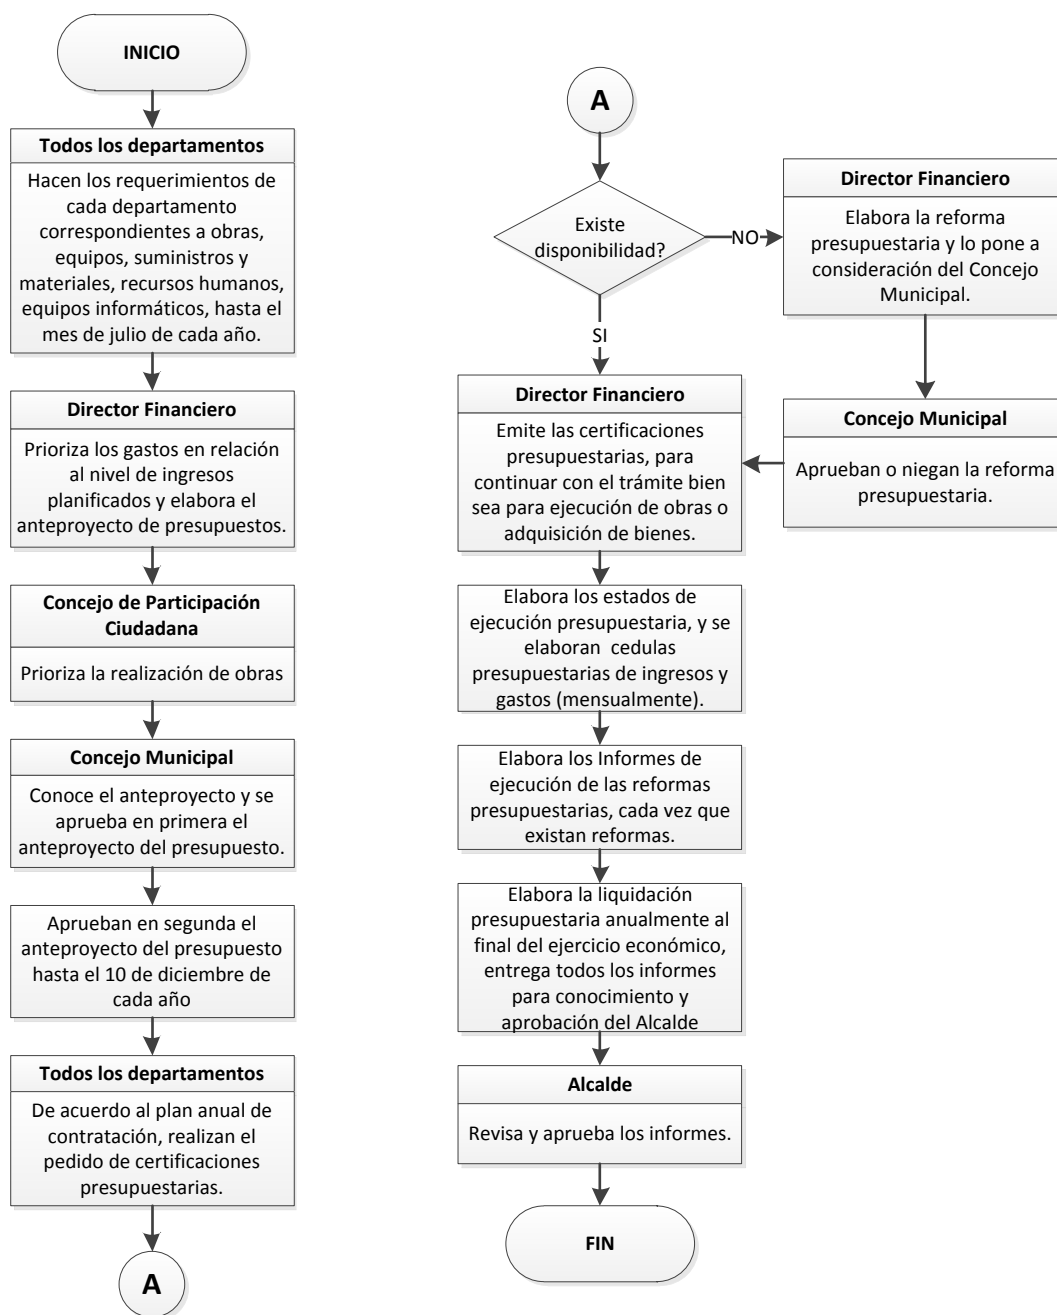 INICIO
Todos los departamentos
Hacen los requerimientos de
cada departamento
correspondientes a obras,
equipos, suministros y
materiales, recursos humanos,
equipos informáticos, hasta el
mes de julio de cada año.
Director Financiero
Prioriza los gastos en relación
al nivel de ingresos
planificados y elabora el
anteproyecto de presupuestos.
Concejo de Participación
Ciudadana
Prioriza la realización de obras
Concejo Municipal
Conoce el anteproyecto y se
aprueba en primera el
anteproyecto del presupuesto.
Aprueban en segunda el
anteproyecto del presupuesto
hasta el 10 de diciembre de
cada año
Todos los departamentos
De acuerdo al plan anual de
contratación, realizan el
pedido de certificaciones
presupuestarias.
A
A
Existe
disponibilidad?
NO
Director Financiero
Elabora la reforma
presupuestaria y lo pone a
consideración del Concejo
Municipal.
Concejo Municipal
Aprueban o niegan la reforma
presupuestaria.
SI
Director Financiero
Emite las certificaciones
presupuestarias, para
continuar con el trámite bien
sea para ejecución de obras o
adquisición de bienes.
Elabora los estados de
ejecución presupuestaria, y se
elaboran cedulas
presupuestarias de ingresos y
gastos (mensualmente).
Elabora los Informes de
ejecución de las reformas
presupuestarias, cada vez que
existan reformas.
Elabora la liquidación
presupuestaria anualmente al
final del ejercicio económico,
entrega todos los informes
para conocimiento y
aprobación del Alcalde
Alcalde
Revisa y aprueba los informes.
FIN